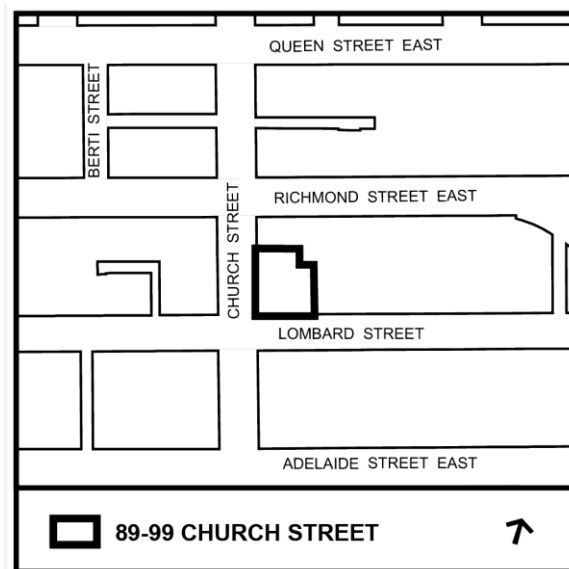 QUEEN STREET EAST
BERTI STREET
RICHMOND STREET EAST
CHURCH STREET
LOMBARD STREET
ADELAIDE STREET EAST
89-99 CHURCH STREET